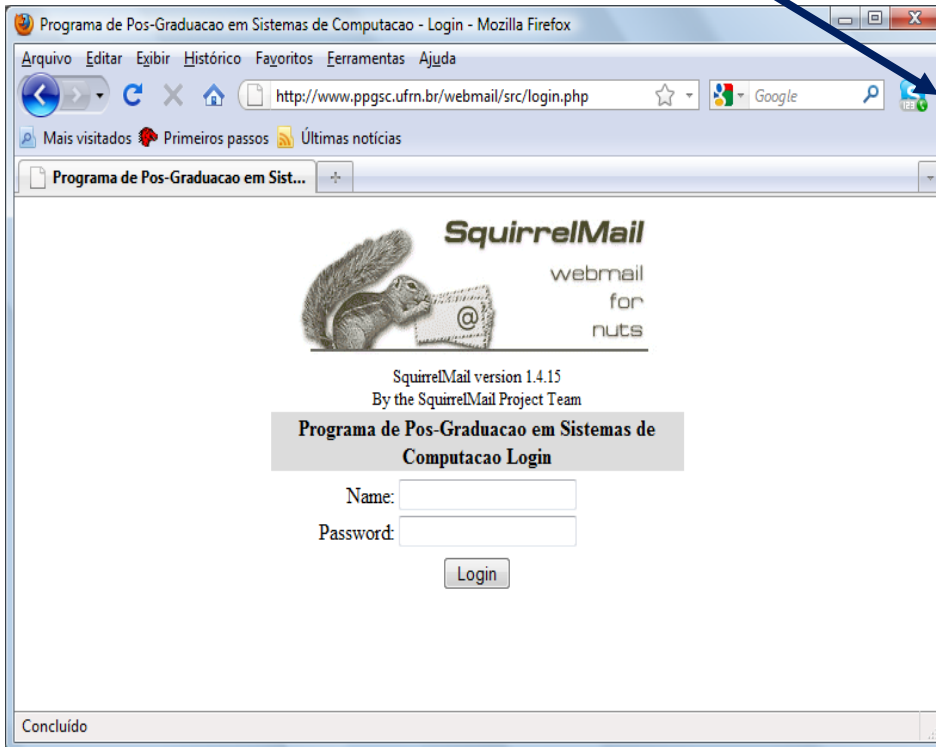 Programa de Pos-Graduacao em Sistemas de Computacao - Login - Mozilla Firefox
Arquivo Editar Exibir Histórico Favoritos Ferramentas Ajuda
http://www.ppgsc.ufrn.br/webmail/src/login.php Google
Mais visitados Primeiros passos Últimas notícias
Programa de Pos-Graduacao em Sist...
SquirrelMail
webmail
for
nuts
@
SquirrelMail version 1.4.15
By the SquirrelMail Project Team
Programa de Pos-Graduacao em Sistemas de
Computacao Login
Name:
Password:
Login
Concluído